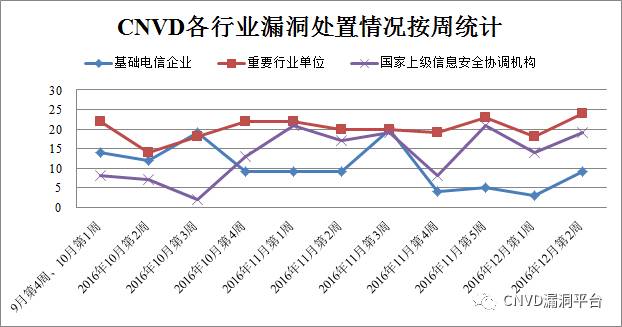 CNVD各行业漏洞处置情况按周统计
基础电信企业 重要行业单位 国家上级信息安全协调机构
30
25
20
15
10
5
0
9月第4周、10月第1周
2016年10月第2周
2016年10月第3周
2016年10月第4周
2016年11月第1周
2016年11月第2周
2016年11月第3周
2016年11月第4周
2016年11月第5周
2016年12月第1周
2016年12月第2周
CNVD漏洞平台